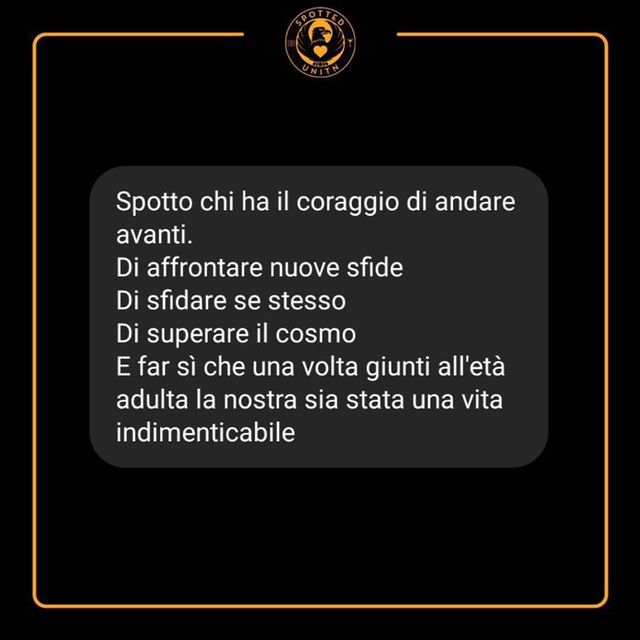 SPOTTED
UNITN
Spotto chi ha il coraggio di andare
avanti.
Di affrontare nuove sfide
Di sfidare se stesso
Di superare il cosmo
E far sì che una volta giunti all'età
adulta la nostra sia stata una vita
indimenticabile